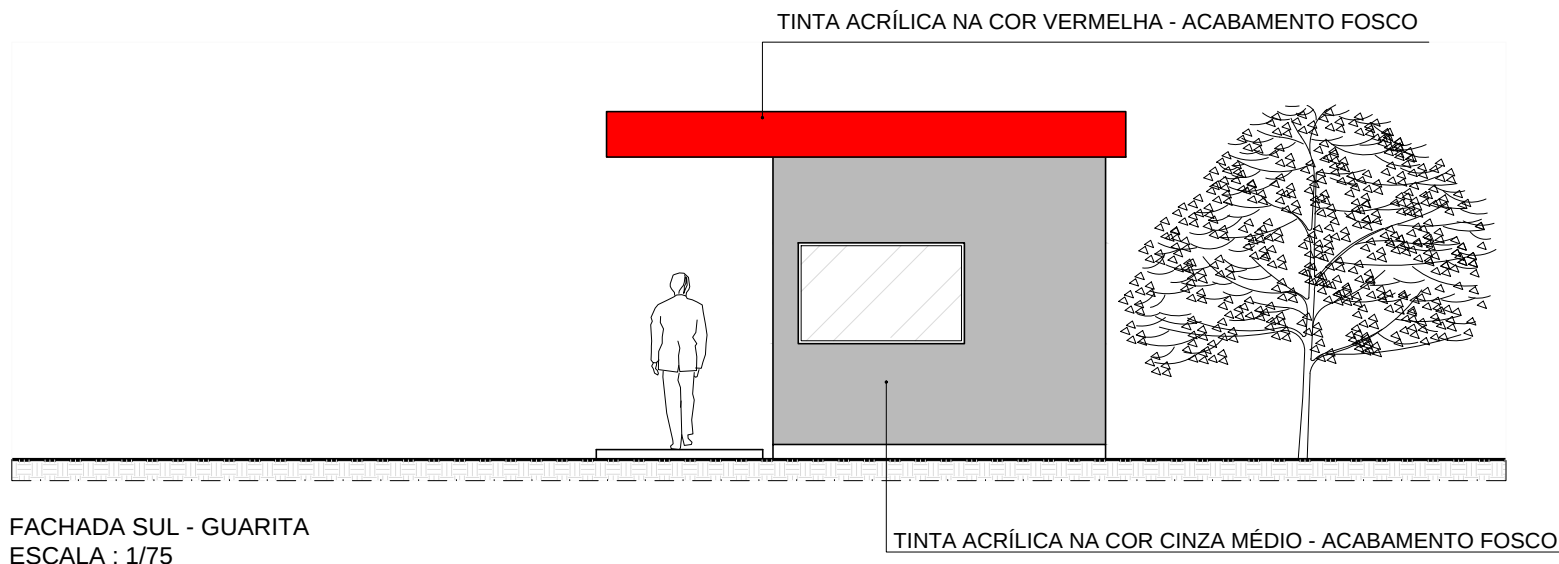 TINTA ACRÍLICA NA COR VERMELHA - ACABAMENTO FOSCO
FACHADA SUL - GUARITA
ESCALA : 1/75
TINTA ACRÍLICA NA COR CINZA MÉDIO - ACABAMENTO FOSCO